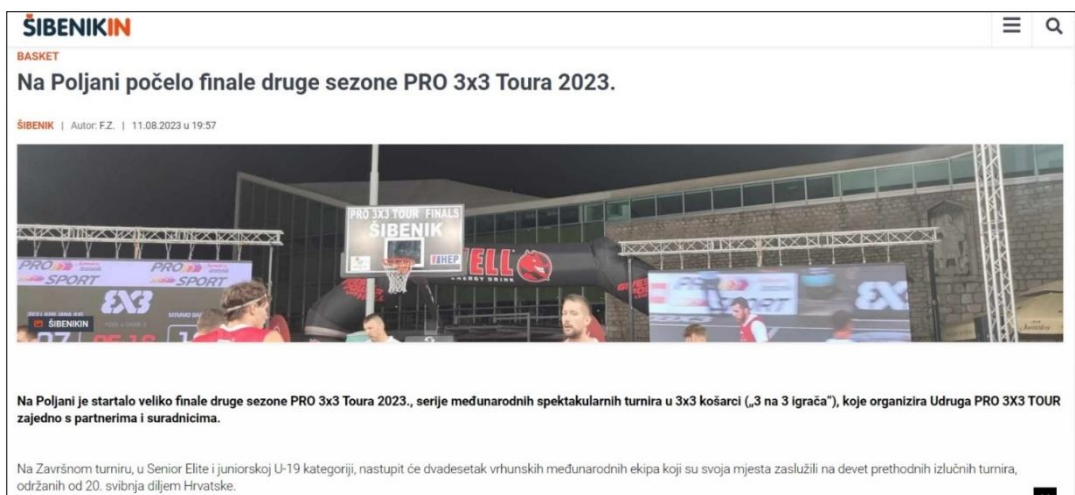 ŠIBENIKIN
BASKET
Na Poljani počelo finale druge sezone PRO 3x3 Toura 2023.
ŠIBENIK | Autor: F.Z. | 11.08.2023 u 19:57
PRO 3X3 TOUR FINALS
ŠIBENIK
HEP
ELL
ENERGY DRINK
PRO PRO
SPORT SPORT
ŠIBENIKIN
Na Poljani je startalo veliko finale druge sezone PRO 3x3 Toura 2023., serije međunarodnih spektakularnih turnira u 3x3 košarci („3 na 3 igrača“), koje organizira Udruga PRO 3X3 TOUR
zajedno s partnerima i suradnicima.
Na Završnom turniru, u Senior Elite i juniorskoj U-19 kategoriji, nastupit će dvadesetak vrhunskih međunarodnih ekipa koji su svoja mjesta zaslužili na devet prethodnih izlučnih turnira,
održanih od 20. svibnja diljem Hrvatske.